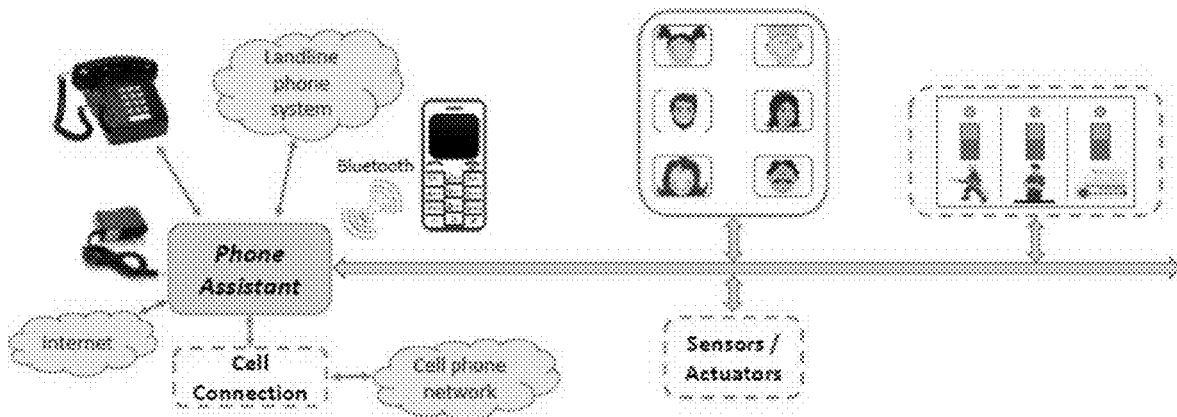 Landline
phone
system
Bluetooth
Phone
Assistant
Internet
Cell
Connection
Cell phone
network
Sensors /
Actuators